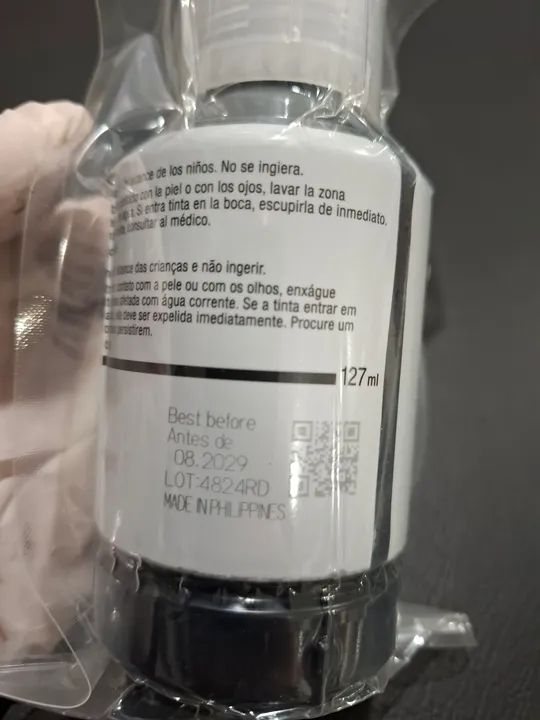 de los niños. No se ingiera.
con la piel o con los ojos, lavar la zona
Si entra tinta en la boca, escupirla de inmediato.
consultar al médico.
das crianças e não ingerir.
com a pele ou com os olhos, enxágue
com água corrente. Se a tinta entrar em
deve ser expelida imediatamente. Procure um
persistirem.
127ml
Best before
Antes de
08.2029
LOT:4824RD
MADE IN PHILIPPINES